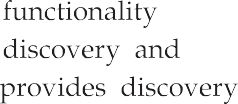 functionality
discovery and
provides discovery